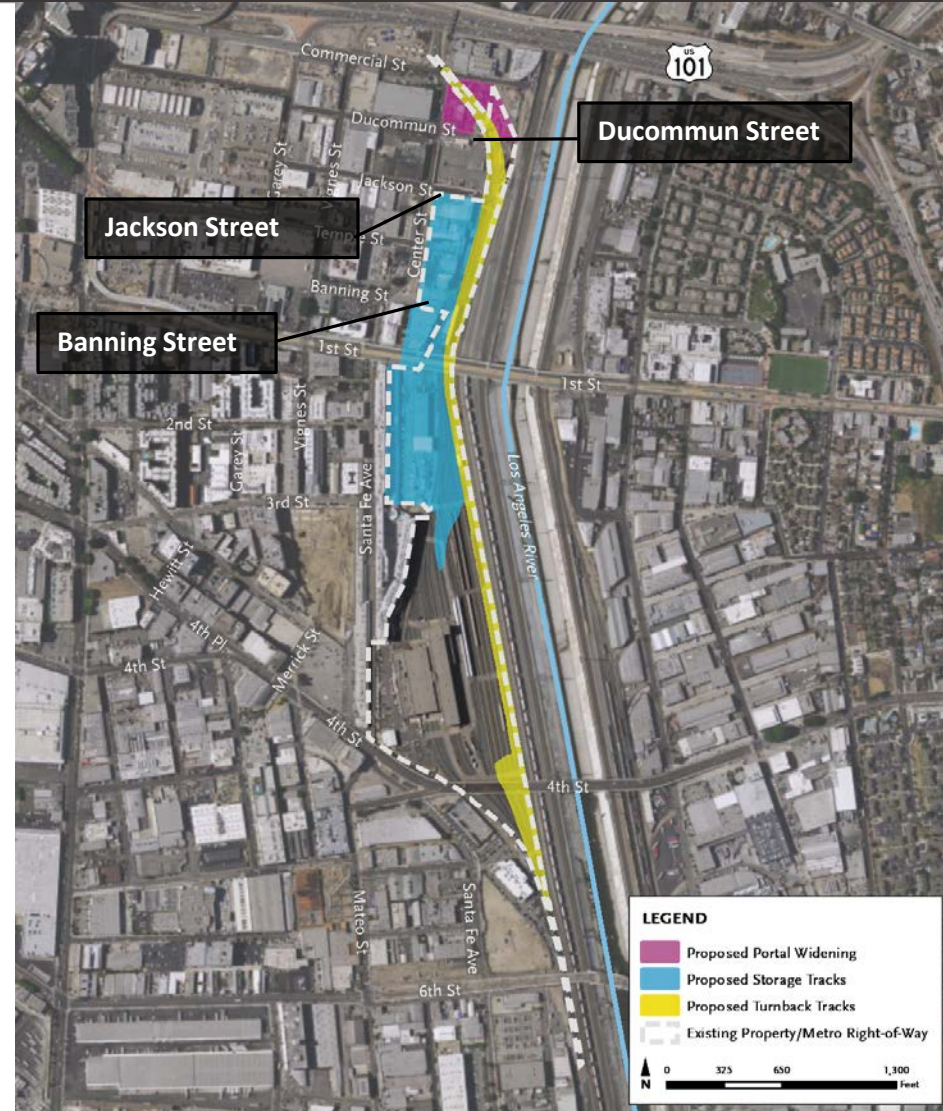 Commercial St
US
101
Ducommun St
Ducommun Street
Garey St
Vignes St
Jackson St
Jackson Street
Temple St
Center St
Banning St
Banning Street
1st St
1st St
2nd St
Garey St
Vignes St
Santa Fe Ave
Los Angeles River
3rd St
Hewitt St
4th Pl
Merrick St
4th St
4th St
4th St
Mateo St
Santa Fe Ave
6th St
LEGEND
Proposed Portal Widening
Proposed Storage Tracks
Proposed Turnback Tracks
Existing Property/Metro Right-of-Way
N
0 325 650 1,300
Feet